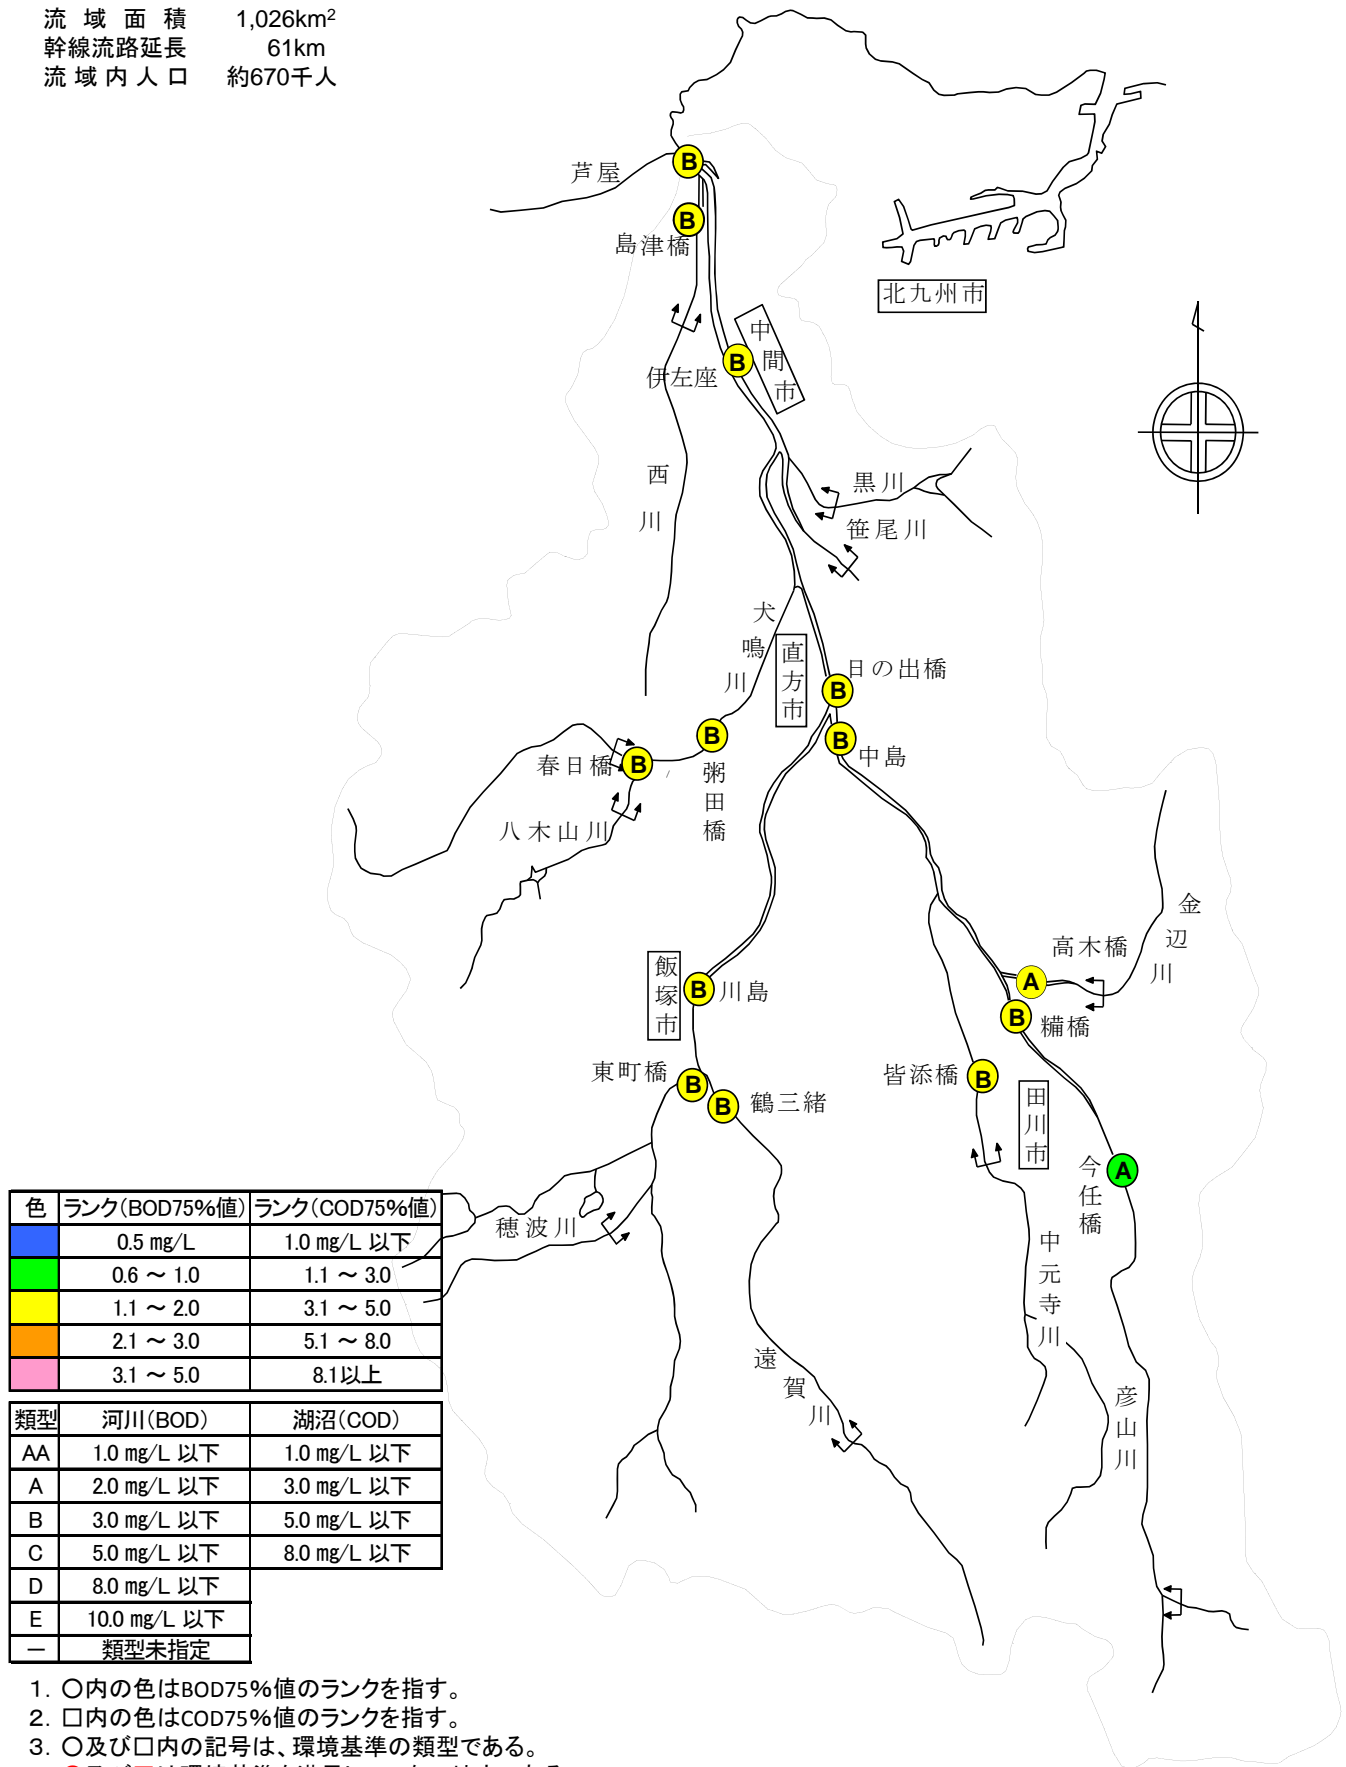 流域面積 1,026km2
幹線流路延長 61km
流域内人口 約670千人
芦屋
B
B
島津橋
北九州市
中間市
B
伊左座
西川
黒川
笹尾川
犬鳴川
直方市
日の出橋
B
B
中島
B
粥田橋
春日橋
B
八木山川
金辺川
高木橋
A
飯塚市
B
川島
B
糒橋
東町橋
B
B
鶴三緒
皆添橋
B
田川市
今任橋
A
穂波川
中元寺川
遠賀川
彦山川
色 ランク(BOD75%値) ランク(COD75%値)
0.5 mg/L 1.0 mg/L 以下
0.6 ～ 1.0 1.1 ～ 3.0
1.1 ～ 2.0 3.1 ～ 5.0
2.1 ～ 3.0 5.1 ～ 8.0
3.1 ～ 5.0 8.1以上
類型 河川(BOD) 湖沼(COD)
AA 1.0 mg/L 以下 1.0 mg/L 以下
A 2.0 mg/L 以下 3.0 mg/L 以下
B 3.0 mg/L 以下 5.0 mg/L 以下
C 5.0 mg/L 以下 8.0 mg/L 以下
D 8.0 mg/L 以下
E 10.0 mg/L 以下
－ 類型未指定
1. ○内の色はBOD75%値のランクを指す。
2. □内の色はCOD75%値のランクを指す。
3. ○及び□内の記号は、環境基準の類型である。